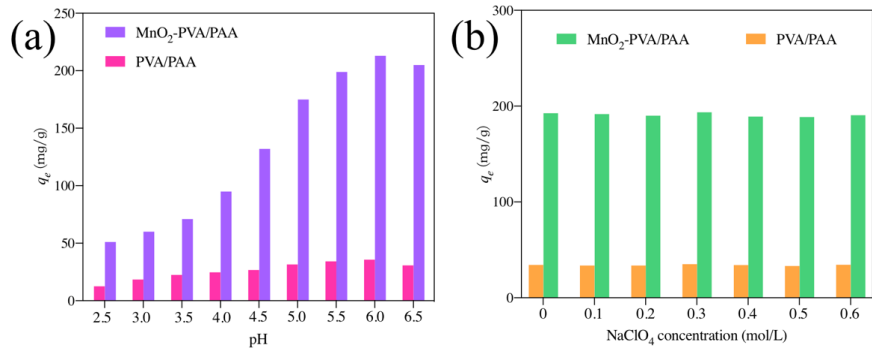 (a)
250
200
150
100
50
0
qe (mg/g)
MnO2-PVA/PAA
PVA/PAA
2.5 3.0 3.5 4.0 4.5 5.0 5.5 6.0 6.5
pH
(b)
300
200
100
0
qe (mg/g)
MnO2-PVA/PAA PVA/PAA
0 0.1 0.2 0.3 0.4 0.5 0.6
NaClO4 concentration (mol/L)